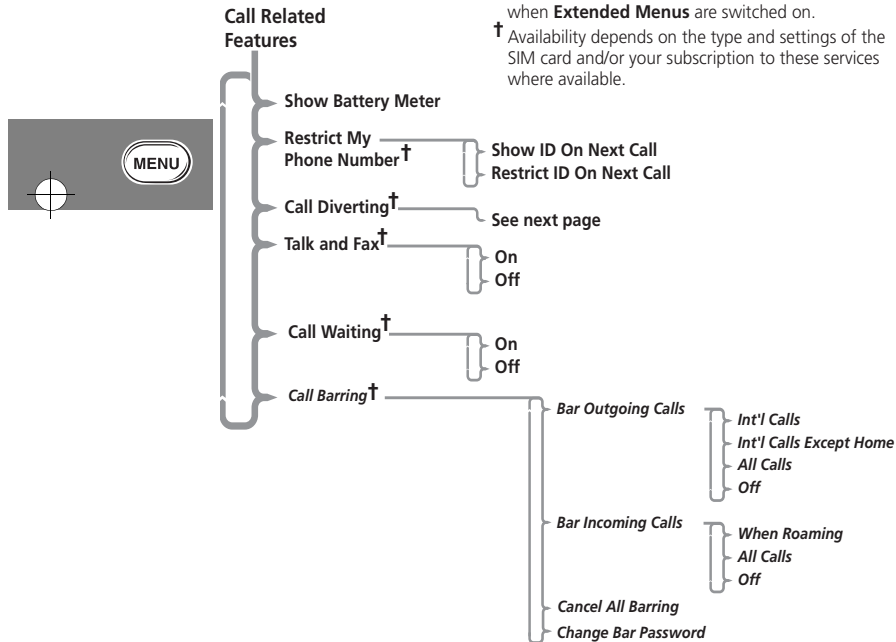 Call Related
Features
when Extended Menus are switched on.
† Availability depends on the type and settings of the
SIM card and/or your subscription to these services
where available.
MENU
Show Battery Meter
Restrict My
Phone Number†
Show ID On Next Call
Restrict ID On Next Call
Call Diverting†
See next page
Talk and Fax†
On
Off
Call Waiting†
On
Off
Call Barring†
Bar Outgoing Calls
Int'l Calls
Int'l Calls Except Home
All Calls
Off
Bar Incoming Calls
When Roaming
All Calls
Off
Cancel All Barring
Change Bar Password